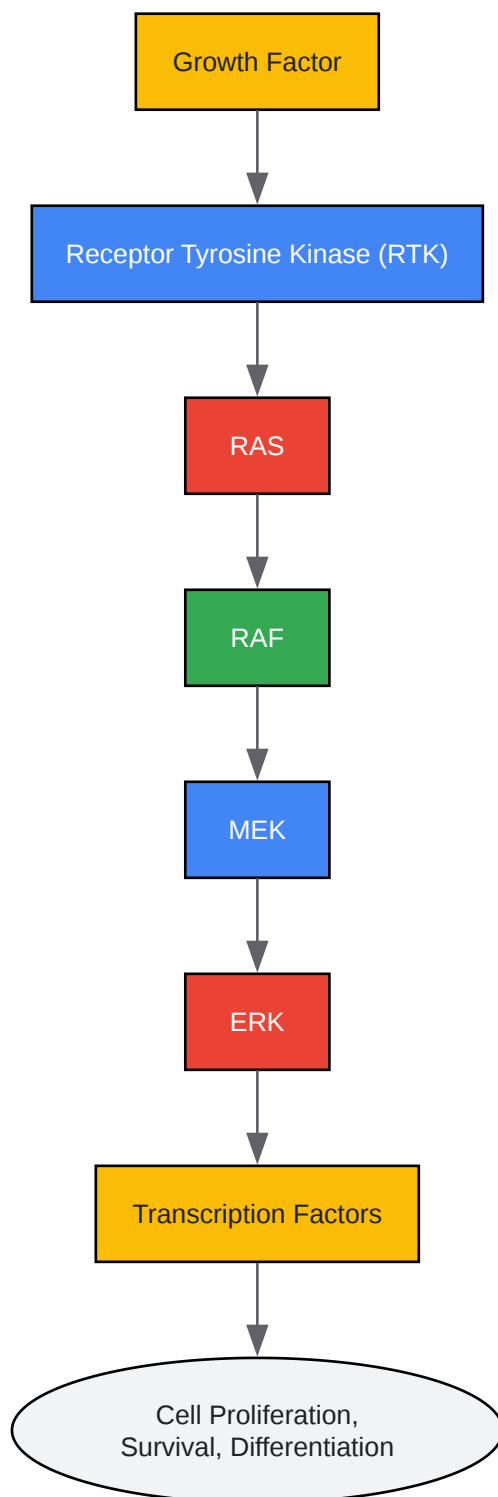 Growth Factor
Receptor Tyrosine Kinase (RTK)
RAS
RAF
MEK
ERK
Transcription Factors
Cell Proliferation,
Survival, Differentiation